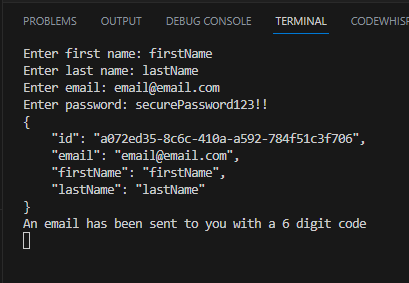 PROBLEMS OUTPUT DEBUG CONSOLE TERMINAL CODEWHISP
Enter first name: firstName
Enter last name: lastName
Enter email: email@email.com
Enter password: securePassword123!!
{
    "id": "a072ed35-8c6c-410a-a592-784f51c3f706",
    "email": "email@email.com",
    "firstName": "firstName",
    "lastName": "lastName"
}
An email has been sent to you with a 6 digit code